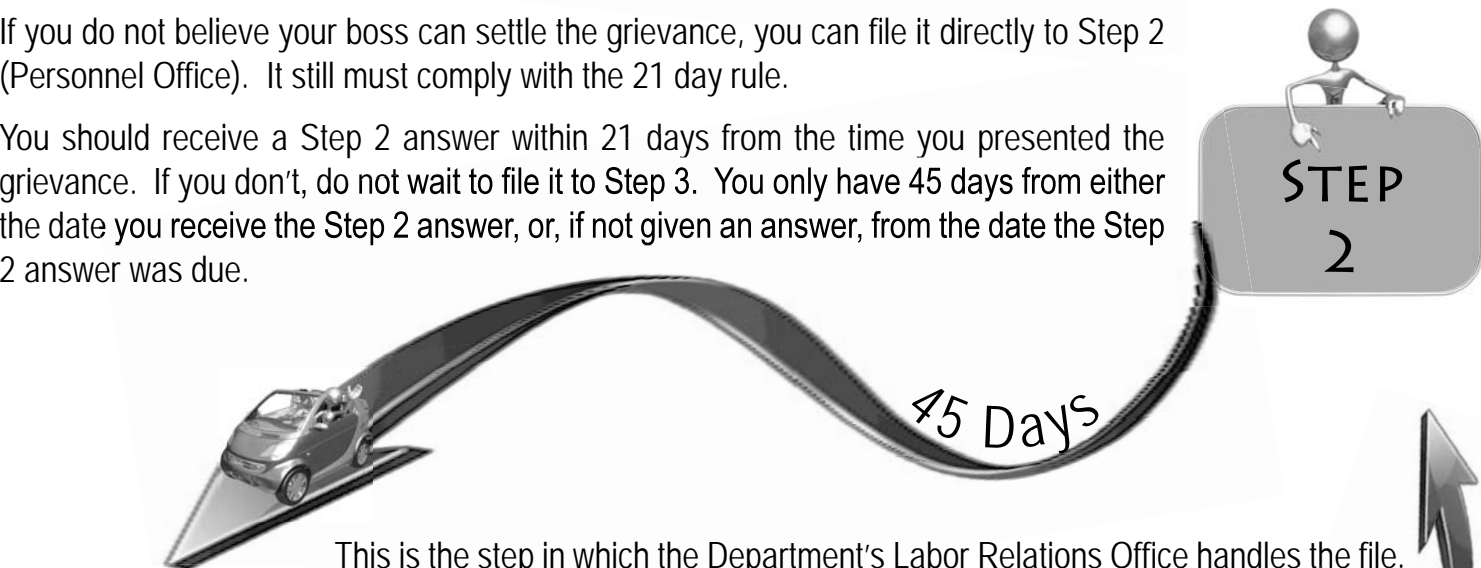 If you do not believe your boss can settle the grievance, you can file it directly to Step 2
(Personnel Office).  It still must comply with the 21 day rule.
You should receive a Step 2 answer within 21 days from the time you presented the
grievance.  If you don't, do not wait to file it to Step 3.  You only have 45 days from either
the date you receive the Step 2 answer, or, if not given an answer, from the date the Step
2 answer was due.
STEP
2
45 Days
This is the step in which the Department's Labor Relations Office handles the file.